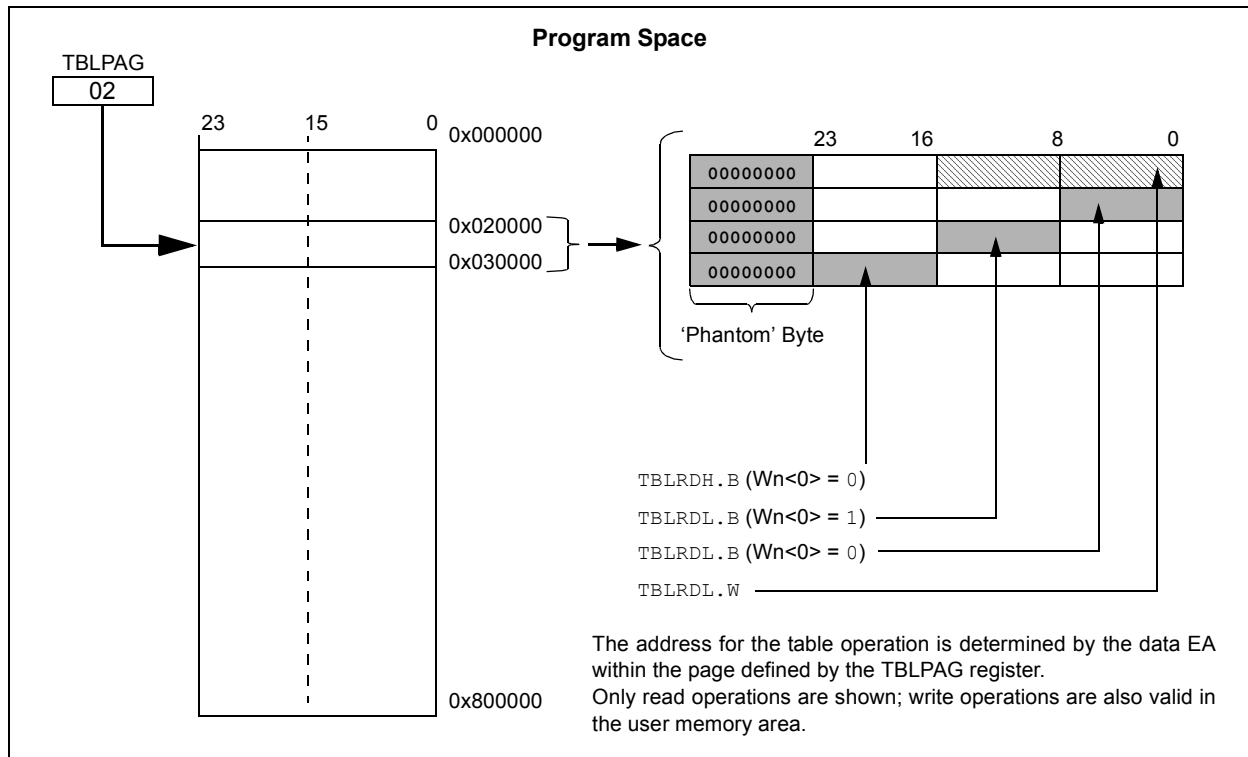 Program Space
TBLPAG
02
23 15 0
0x000000
0x020000
0x030000
0x800000
23 16 8 0
00000000
00000000
00000000
00000000
‘Phantom’ Byte
TBLRDH.B (Wn<0> = 0)
TBLRDL.B (Wn<0> = 1)
TBLRDL.B (Wn<0> = 0)
TBLRDL.W
The address for the table operation is determined by the data EA
within the page defined by the TBLPAG register.
Only read operations are shown; write operations are also valid in
the user memory area.